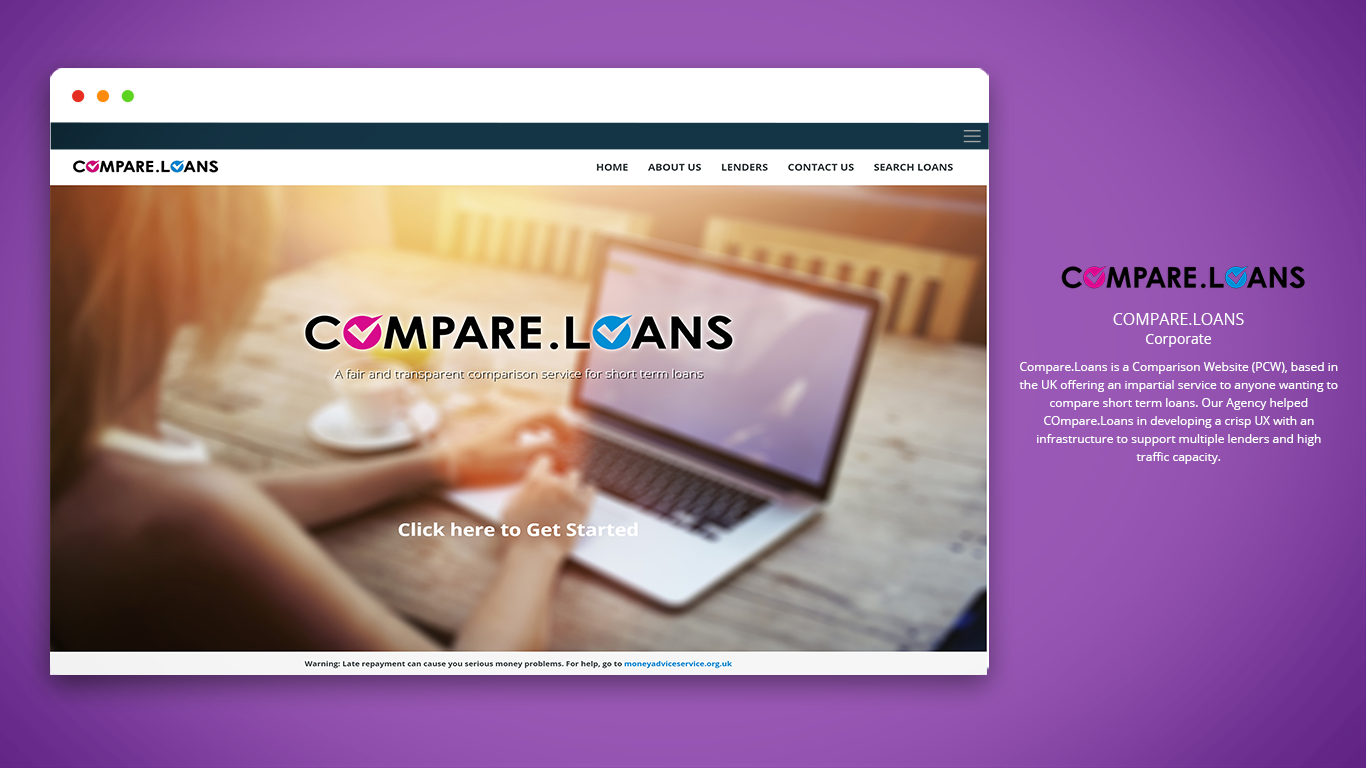 COMPARE.LOANS
HOME ABOUT US LENDERS CONTACT US SEARCH LOANS
COMPARE.LOANS
A fair and transparent comparison service for short term loans
Click here to Get Started
Warning: Late repayment can cause you serious money problems. For help, go to moneyadviceservice.org.uk
COMPARE.LOANS
COMPARE.LOANS
Corporate
Compare.Loans is a Comparison Website (PCW), based in
the UK offering an impartial service to anyone wanting to
compare short term loans. Our Agency helped
COmpare.Loans in developing a crisp UX with an
infrastructure to support multiple lenders and high
traffic capacity.